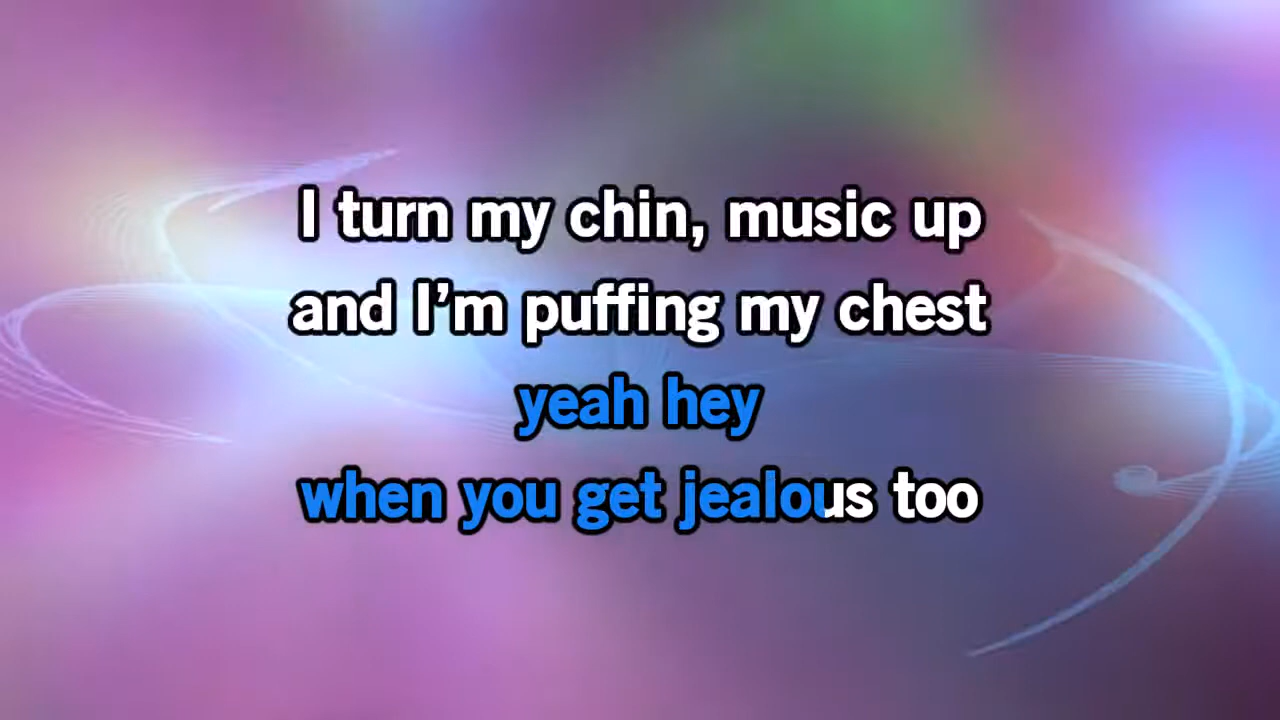 I turn my chin, music up
and I’m puffing my chest
yeah hey
when you get jealous too